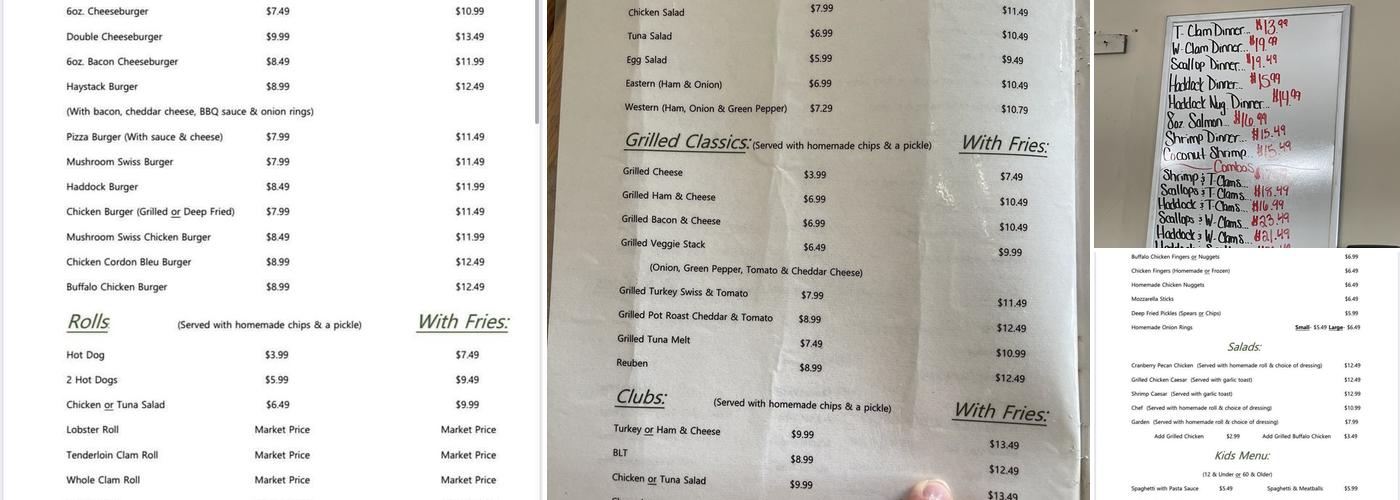 6oz. Cheeseburger $7.49 $10.99
Double Cheeseburger $9.99 $13.49
6oz. Bacon Cheeseburger $8.49 $11.99
Haystack Burger $8.99 $12.49
(With bacon, cheddar cheese, BBQ sauce & onion rings)
Pizza Burger (With sauce & cheese) $7.99 $11.49
Mushroom Swiss Burger $7.99 $11.49
Haddock Burger $8.49 $11.99
Chicken Burger (Grilled or Deep Fried) $7.99 $11.49
Mushroom Swiss Chicken Burger $8.49 $11.99
Chicken Cordon Bleu Burger $8.99 $12.49
Buffalo Chicken Burger $8.99 $12.49
Rolls (Served with homemade chips & a pickle) With Fries:
Hot Dog $3.99 $7.49
2 Hot Dogs $5.99 $9.49
Chicken or Tuna Salad $6.49 $9.99
Lobster Roll Market Price Market Price
Tenderloin Clam Roll Market Price Market Price
Whole Clam Roll Market Price Market Price
Chicken Salad $7.99 $11.49
Tuna Salad $6.99 $10.49
Egg Salad $5.99 $9.49
Eastern (Ham & Onion) $6.99 $10.49
Western (Ham, Onion & Green Pepper) $7.29 $10.79
Grilled Classics: (Served with homemade chips & a pickle) With Fries:
Grilled Cheese $3.99 $7.49
Grilled Ham & Cheese $6.99 $10.49
Grilled Bacon & Cheese $6.99 $10.49
Grilled Veggie Stack $6.49 $9.99
(Onion, Green Pepper, Tomato & Cheddar Cheese)
Grilled Turkey Swiss & Tomato $7.99 $11.49
Grilled Pot Roast Cheddar & Tomato $8.99 $12.49
Grilled Tuna Melt $7.49 $10.99
Reuben $8.99 $12.49
Clubs: (Served with homemade chips & a pickle) With Fries:
Turkey or Ham & Cheese $9.99 $13.49
BLT $8.99 $12.49
Chicken or Tuna Salad $9.99 $13.49
T- Clam Dinner... $13.99
W- Clam Dinner... $19.99
Scallop Dinner... $19.49
Haddock Dinner... $15.99
Haddock Nug. Dinner... $14.99
8oz. Salmon... $16.99
Shrimp Dinner... $15.49
Coconut Shrimp... $15.49
Combos
Shrimp & T-Clams...
Scallops & T-Clams... $18.49
Haddock & T-Clams... $16.99
Scallops & W-Clams... $23.49
Haddock & W-Clams... $21.49
Buffalo Chicken Fingers or Nuggets $6.99
Chicken Fingers (Homemade or Frozen) $6.49
Homemade Chicken Nuggets $6.49
Mozzarella Sticks $6.49
Deep Fried Pickles (Spears or Chips) $5.99
Homemade Onion Rings Small- $5.49 Large- $6.49
Salads:
Cranberry Pecan Chicken (Served with homemade roll & choice of dressing) $12.49
Grilled Chicken Caesar (Served with garlic toast) $12.49
Shrimp Caesar (Served with garlic toast) $12.99
Chef (Served with homemade roll & choice of dressing) $10.99
Garden (Served with homemade roll & choice of dressing) $7.99
Add Grilled Chicken $2.99 Add Grilled Buffalo Chicken $3.49
Kids Menu:
(12 & Under or 60 & Older)
Spaghetti with Pasta Sauce $5.49 Spaghetti & Meatballs $5.99